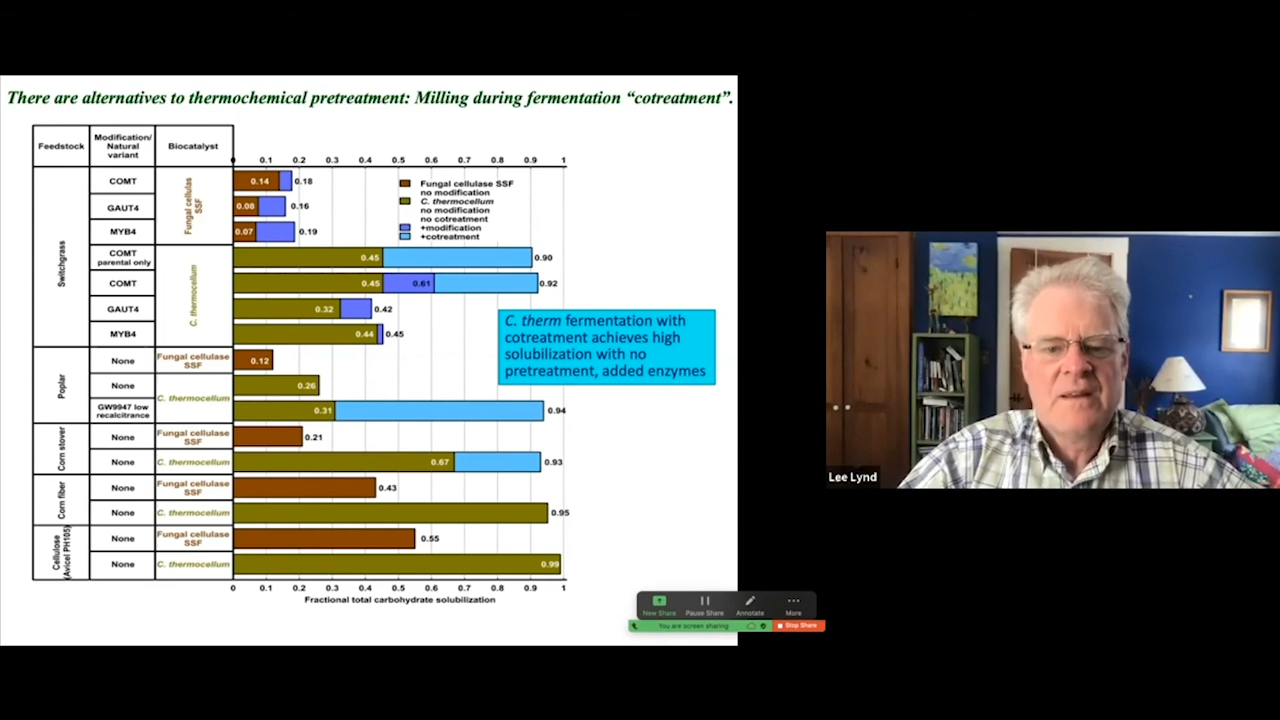 There are alternatives to thermochemical pretreatment: Milling during fermentation “cotreatment”.
Feedstock
Modification/
Natural
variant
Biocatalyst
0 0.1 0.2 0.3 0.4 0.5 0.6 0.7 0.8 0.9 1
Fungal cellulase SSF
no modification
C. thermocellum
no modification
no cotreatment
+modification
+cotreatment
Switchgrass
COMT
Fungal cellulas
SSF
0.14 0.18
GAUT4
0.08 0.16
MYB4
0.07 0.19
COMT
parental only
C. thermocellum
0.45 0.90
COMT
0.45 0.61 0.92
GAUT4
0.32 0.42
MYB4
0.44 0.45
C. therm fermentation with
cotreatment achieves high
solubilization with no
pretreatment, added enzymes
Poplar
None
Fungal cellulase
SSF
0.12
None
C. thermocellum
0.26
GW9947 low
recalcitrance
0.31 0.94
Corn stover
None
Fungal cellulase
SSF
0.21
None
C. thermocellum
0.67 0.93
Corn fiber
None
Fungal cellulase
SSF
0.43
None
C. thermocellum
0.95
Cellulose
(Avicel PH105)
None
Fungal cellulase
SSF
0.55
None
C. thermocellum
0.99
0 0.1 0.2 0.3 0.4 0.5 0.6 0.7 0.8 0.9 1
Fractional total carbohydrate solubilization
New Share Pause Share Annotate More
You are screen sharing Stop Share
Lee Lynd